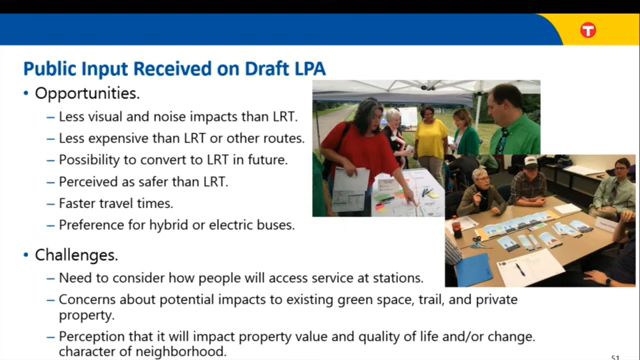 T
Public Input Received on Draft LPA
• Opportunities.
– Less visual and noise impacts than LRT.
– Less expensive than LRT or other routes.
– Possibility to convert to LRT in future.
– Perceived as safer than LRT.
– Faster travel times.
– Preference for hybrid or electric buses.
• Challenges.
– Need to consider how people will access service at stations.
– Concerns about potential impacts to existing green space, trail, and private
property.
– Perception that it will impact property value and quality of life and/or change.
character of neighborhood.
51